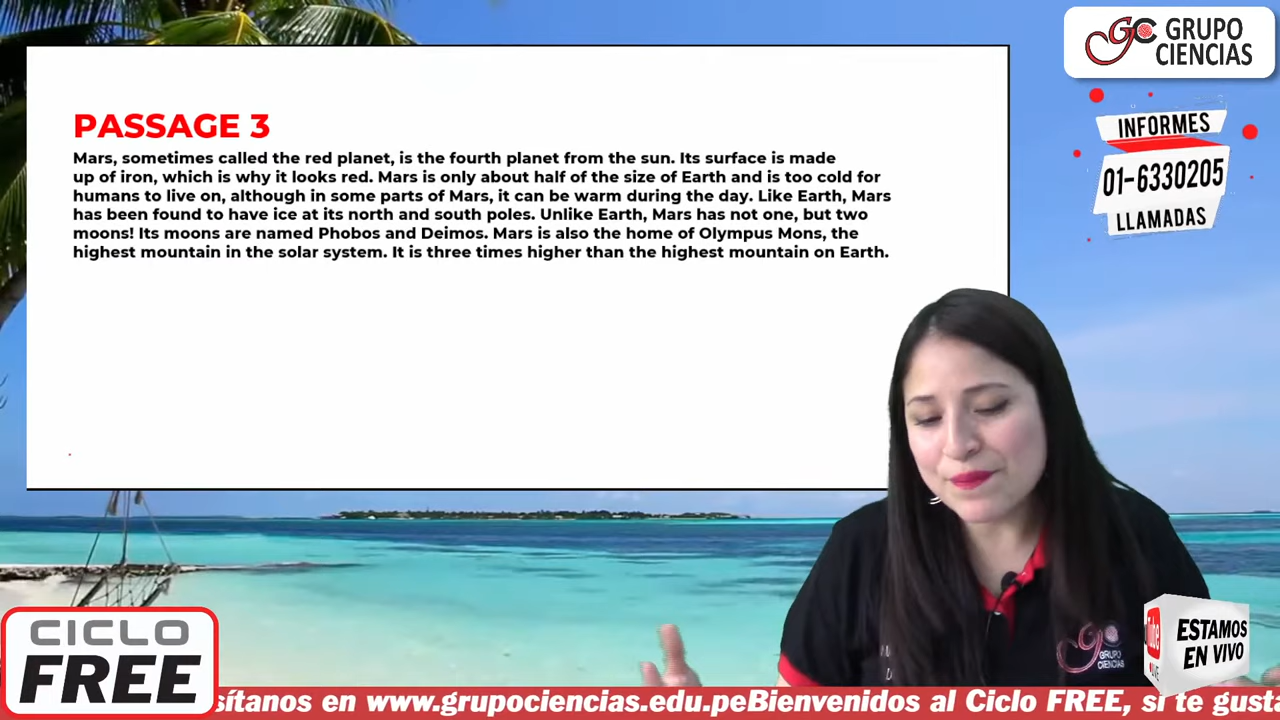 GRUPO
CIENCIAS
INFORMES
01-6330205
LLAMADAS
PASSAGE 3
Mars, sometimes called the red planet, is the fourth planet from the sun. Its surface is made
up of iron, which is why it looks red. Mars is only about half of the size of Earth and is too cold for
humans to live on, although in some parts of Mars, it can be warm during the day. Like Earth, Mars
has been found to have ice at its north and south poles. Unlike Earth, Mars has not one, but two
moons! Its moons are named Phobos and Deimos. Mars is also the home of Olympus Mons, the
highest mountain in the solar system. It is three times higher than the highest mountain on Earth.
GRUPO
CIENCIAS
ESTAMOS
EN VIVO
CICLO
FREE
sítanos en www.grupociencias.edu.peBienvenidos al Ciclo FREE, si te gusta